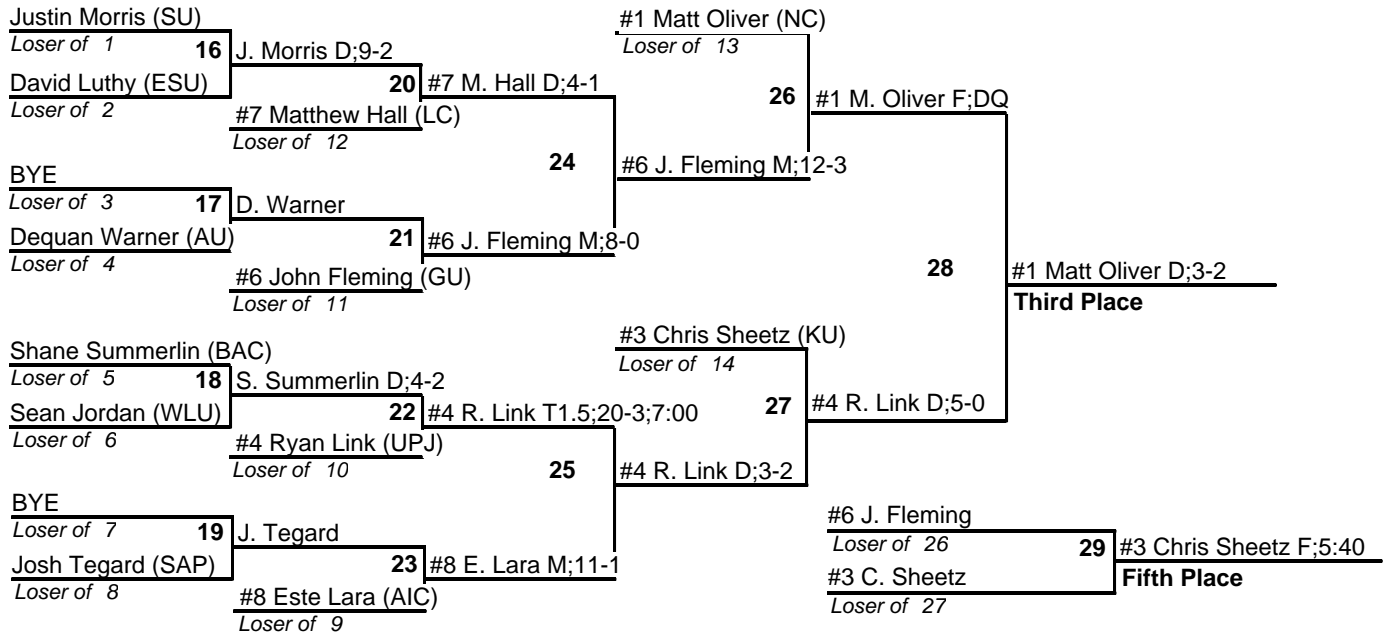 Justin Morris (SU)
Loser of 1
16
J. Morris D;9-2
David Luthy (ESU)
Loser of 2
20
#7 M. Hall D;4-1
#7 Matthew Hall (LC)
Loser of 12
BYE
Loser of 3
17
D. Warner
Dequan Warner (AU)
Loser of 4
21
#6 J. Fleming M;8-0
#6 John Fleming (GU)
Loser of 11
24
#6 J. Fleming M;12-3
#1 Matt Oliver (NC)
Loser of 13
26
#1 M. Oliver F;DQ
Shane Summerlin (BAC)
Loser of 5
18
S. Summerlin D;4-2
Sean Jordan (WLU)
Loser of 6
22
#4 R. Link T1.5;20-3;7:00
#4 Ryan Link (UPJ)
Loser of 10
BYE
Loser of 7
19
J. Tegard
Josh Tegard (SAP)
Loser of 8
23
#8 E. Lara M;11-1
#8 Este Lara (AIC)
Loser of 9
25
#4 R. Link D;3-2
#3 Chris Sheetz (KU)
Loser of 14
27
#4 R. Link D;5-0
28
#1 Matt Oliver D;3-2
Third Place
#6 J. Fleming
Loser of 26
29
#3 Chris Sheetz F;5:40
#3 C. Sheetz
Fifth Place
Loser of 27